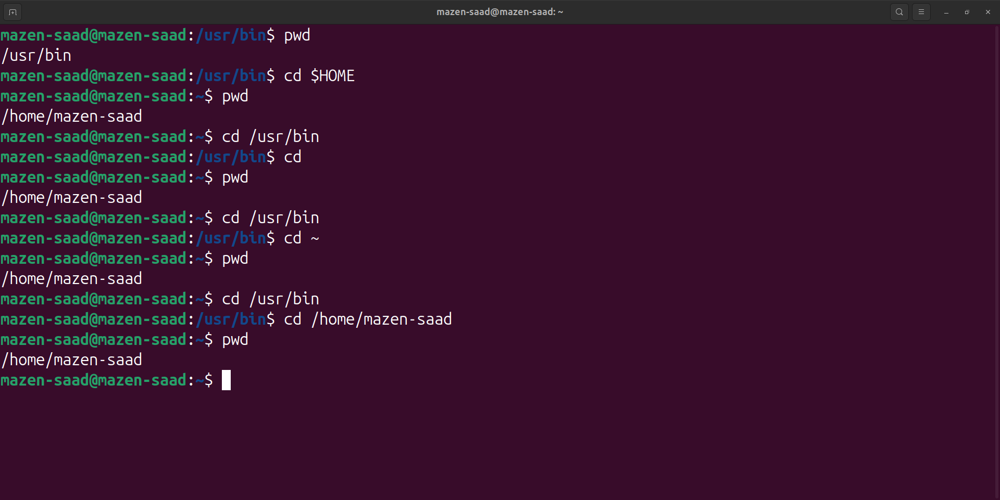 mazen-saad@mazen-saad: ~
mazen-saad@mazen-saad:/usr/bin$ pwd
/usr/bin
mazen-saad@mazen-saad:/usr/bin$ cd $HOME
mazen-saad@mazen-saad:~$ pwd
/home/mazen-saad
mazen-saad@mazen-saad:~$ cd /usr/bin
mazen-saad@mazen-saad:/usr/bin$ cd
mazen-saad@mazen-saad:~$ pwd
/home/mazen-saad
mazen-saad@mazen-saad:~$ cd /usr/bin
mazen-saad@mazen-saad:/usr/bin$ cd ~
mazen-saad@mazen-saad:~$ pwd
/home/mazen-saad
mazen-saad@mazen-saad:~$ cd /usr/bin
mazen-saad@mazen-saad:/usr/bin$ cd /home/mazen-saad
mazen-saad@mazen-saad:~$ pwd
/home/mazen-saad
mazen-saad@mazen-saad:~$